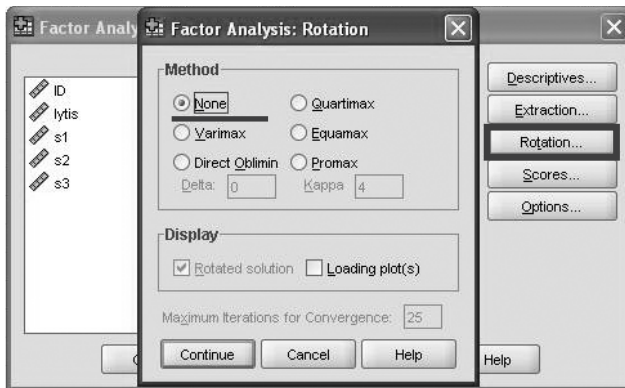 Factor Analy
Factor Analysis: Rotation
ID
lytis
s1
s2
s3
Method
None
Quartimax
Varimax
Equamax
Direct Oblimin
Promax
Delta: 0
Kappa 4
Display
Rotated solution
Loading plot(s)
Maximum Iterations for Convergence: 25
Continue
Cancel
Help
Descriptives...
Extraction...
Rotation...
Scores...
Options...
Help